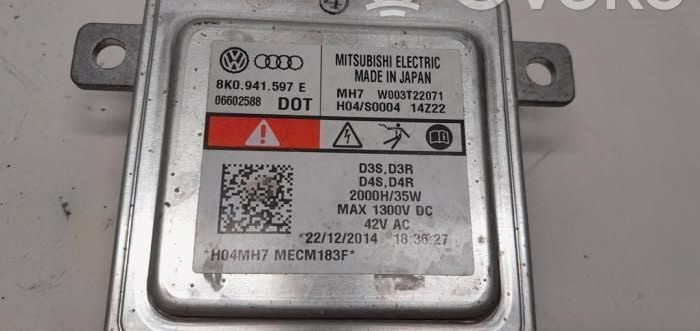 MITSUBISHI ELECTRIC
MADE IN JAPAN
8K0.941.597 E
06602588 DOT
MH7 W003T22071
H04/S0004 14Z22
D3S,D3R
D4S,D4R
2000H/35W
MAX 1300V DC
42V AC
*22/12/2014 18:36:27
*H04MH7 MECM183F*